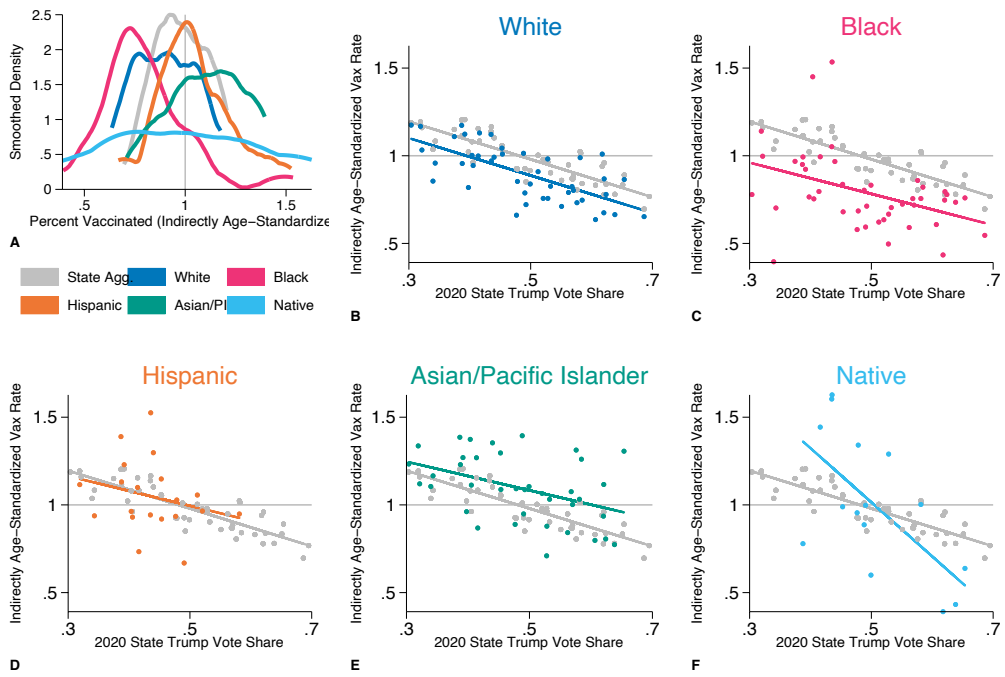 2.5
2
1.5
1
.5
0
Smoothed Density
.5
1
1.5
Percent Vaccinated (Indirectly Age−Standardize
A
State Agg.
White
Black
Hispanic
Asian/PI
Native
White
1.5
1
.5
Indirectly Age−Standardized Vax Rate
.3
.5
.7
2020 State Trump Vote Share
B
Black
1.5
1
.5
Indirectly Age−Standardized Vax Rate
.3
.5
.7
2020 State Trump Vote Share
C
Hispanic
1.5
1
.5
Indirectly Age−Standardized Vax Rate
.3
.5
.7
2020 State Trump Vote Share
D
Asian/Pacific Islander
1.5
1
.5
Indirectly Age−Standardized Vax Rate
.3
.5
.7
2020 State Trump Vote Share
E
Native
1.5
1
.5
Indirectly Age−Standardized Vax Rate
.3
.5
.7
2020 State Trump Vote Share
F